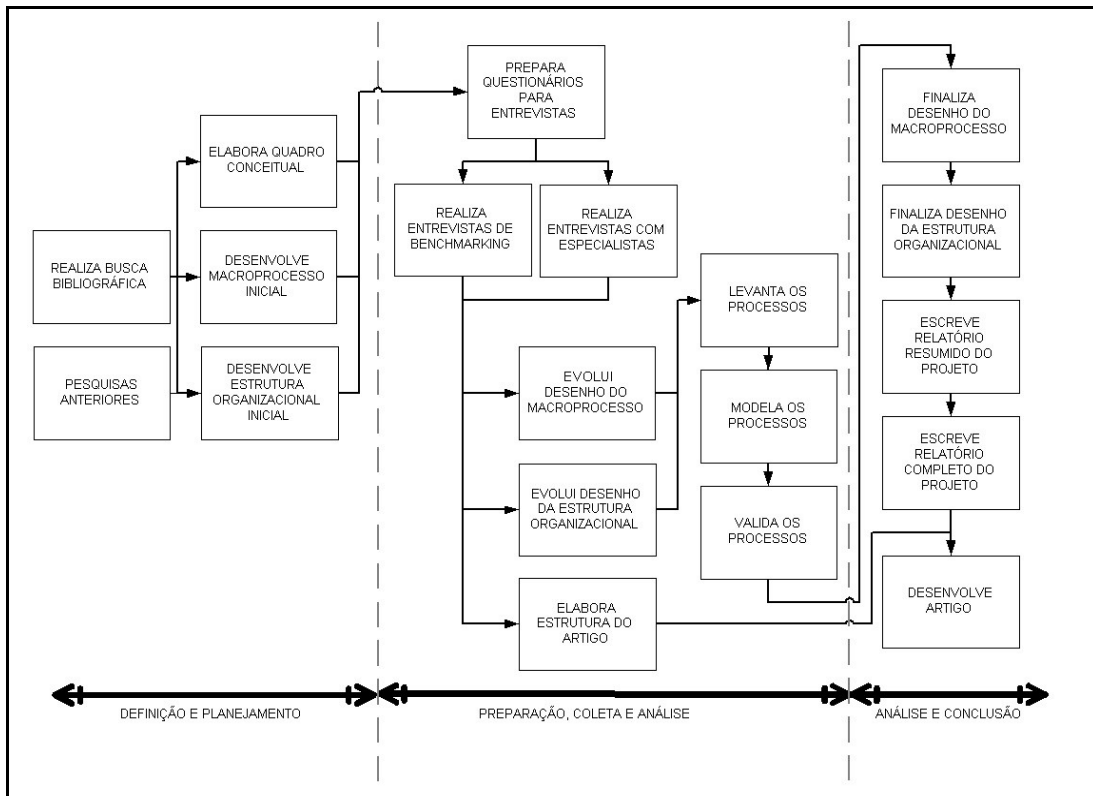 REALIZA BUSCA
BIBLIOGRÁFICA
PESQUISAS
ANTERIORES
ELABORA QUADRO
CONCEITUAL
DESENVOLVE
MACROPROCESSO
INICIAL
DESENVOLVE
ESTRUTURA
ORGANIZACIONAL
INICIAL
PREPARA
QUESTIONÁRIOS
PARA
ENTREVISTAS
REALIZA
ENTREVISTAS DE
BENCHMARKING
REALIZA
ENTREVISTAS COM
ESPECIALISTAS
EVOLUI
DESENHO DO
MACROPROCESSO
EVOLUI DESENHO
DA ESTRUTURA
ORGANIZACIONAL
ELABORA
ESTRUTURA DO
ARTIGO
LEVANTA OS
PROCESSOS
MODELA OS
PROCESSOS
VALIDA OS
PROCESSOS
FINALIZA
DESENHO DO
MACROPROCESSO
FINALIZA DESENHO
DA ESTRUTURA
ORGANIZACIONAL
ESCREVE
RELATÓRIO
RESUMIDO DO
PROJETO
ESCREVE
RELATÓRIO
COMPLETO DO
PROJETO
DESENVOLVE
ARTIGO
DEFINIÇÃO E PLANEJAMENTO
PREPARAÇÃO, COLETA E ANÁLISE
ANÁLISE E CONCLUSÃO